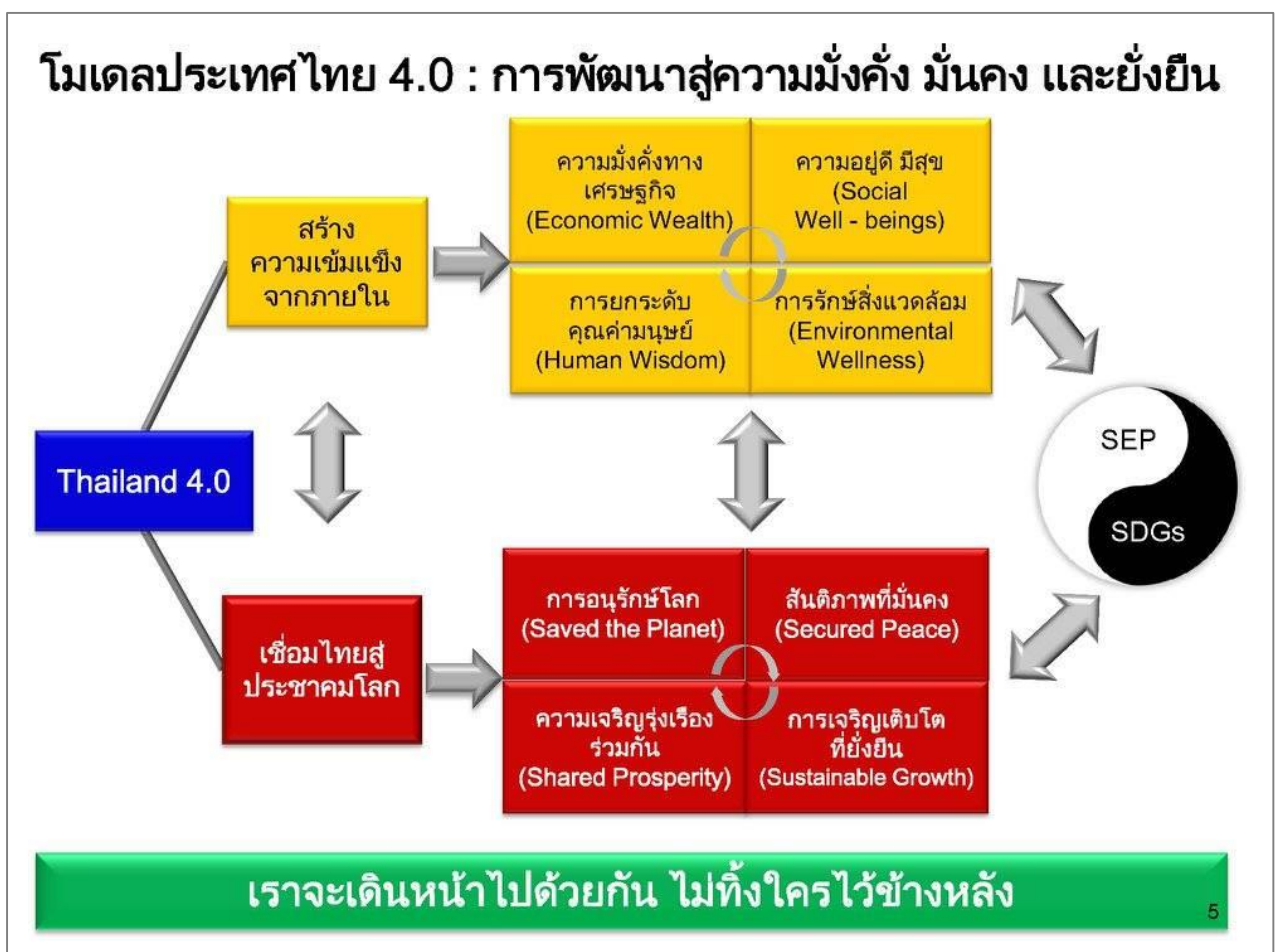 โมเดลประเทศไทย 4.0 : การพัฒนาสู่ความมั่งคั่ง มั่นคง และยั่งยืน
สร้าง
ความเข้มแข็ง
จากภายใน
ความมั่งคั่งทาง
เศรษฐกิจ
(Economic Wealth)
ความอยู่ดี มีสุข
(Social
Well - beings)
การยกระดับ
คุณค่ามนุษย์
(Human Wisdom)
การรักษ์สิ่งแวดล้อม
(Environmental
Wellness)
Thailand 4.0
SEP
SDGs
เชื่อมไทยสู่
ประชาคมโลก
การอนุรักษ์โลก
(Saved the Planet)
สันติภาพที่มั่นคง
(Secured Peace)
ความเจริญรุ่งเรือง
ร่วมกัน
(Shared Prosperity)
การเจริญเติบโต
ที่ยั่งยืน
(Sustainable Growth)
เราจะเดินหน้าไปด้วยกัน ไม่ทิ้งใครไว้ข้างหลัง
5